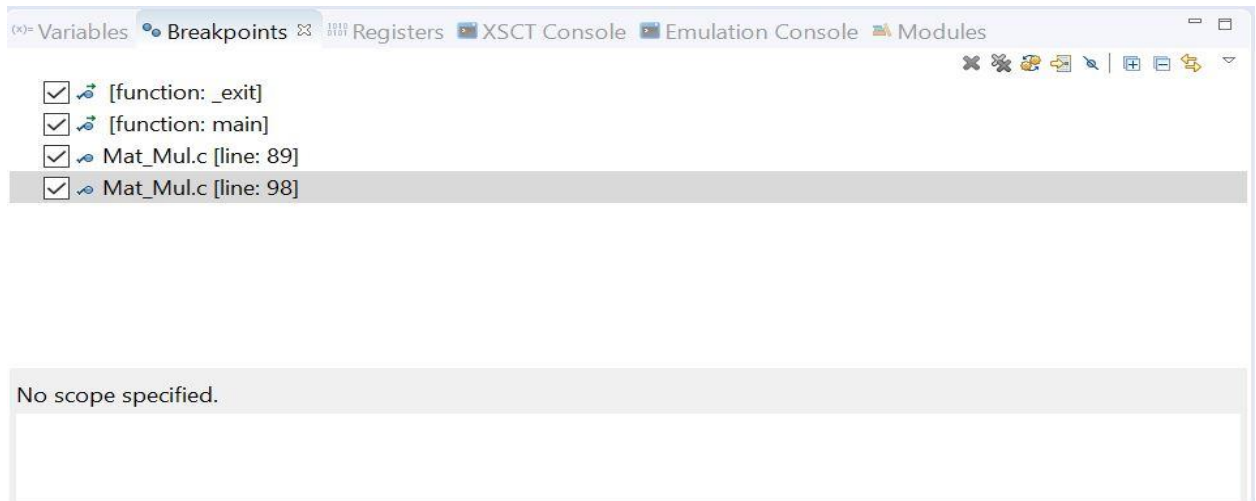 (x)= Variables Breakpoints Registers XSCT Console Emulation Console Modules
[function: _exit]
[function: main]
Mat_Mul.c [line: 89]
Mat_Mul.c [line: 98]
No scope specified.